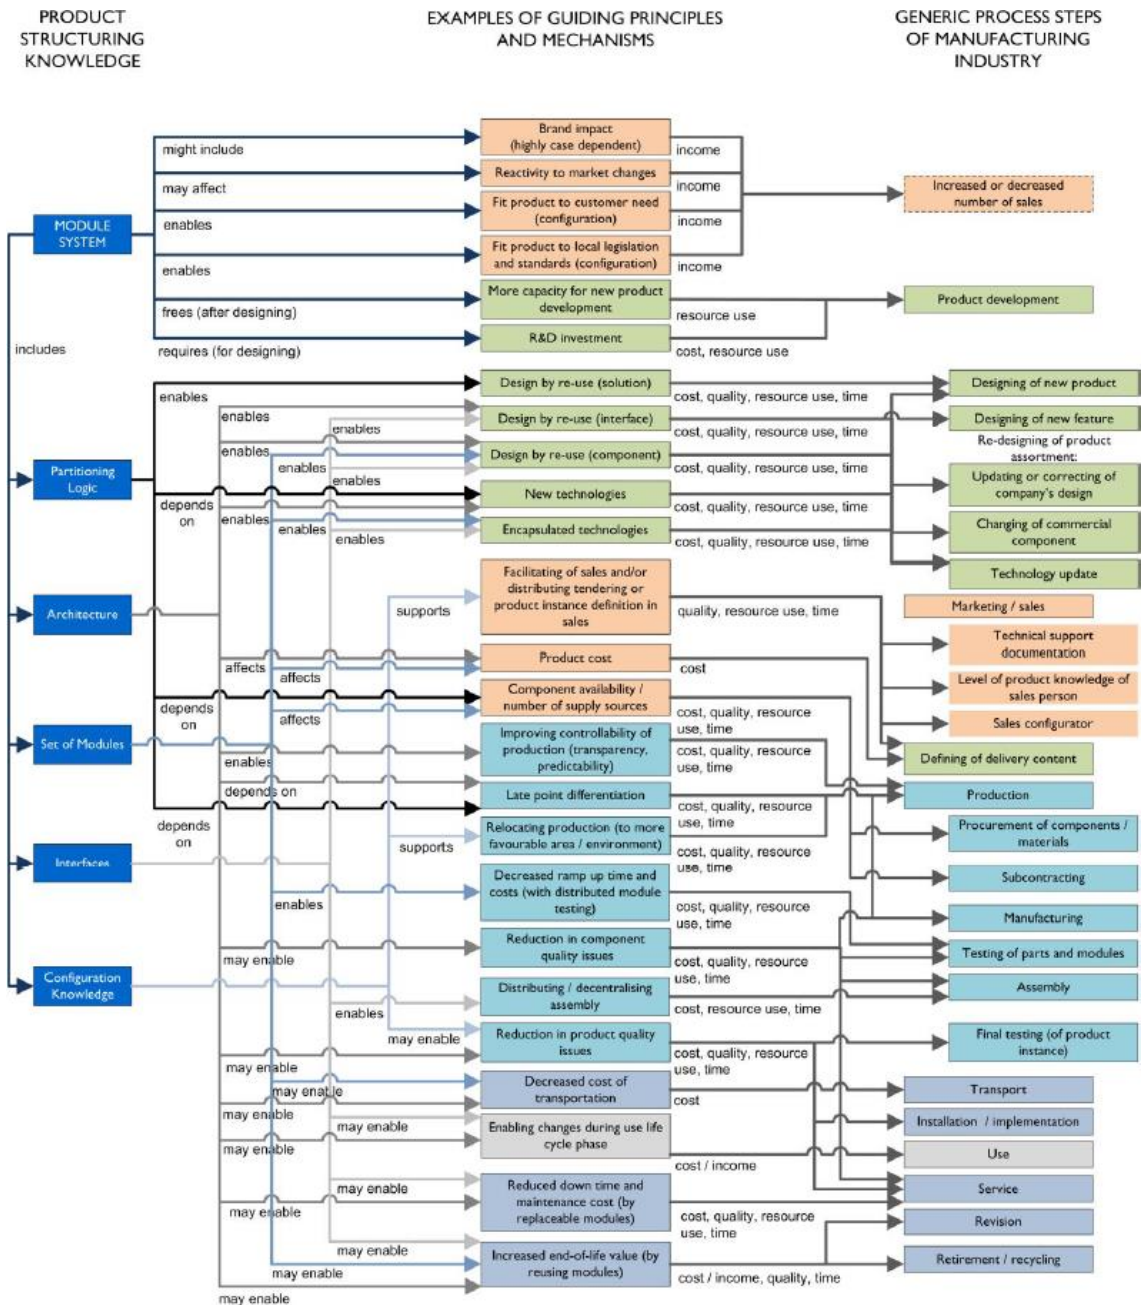 PRODUCT
STRUCTURING
KNOWLEDGE
EXAMPLES OF GUIDING PRINCIPLES
AND MECHANISMS
GENERIC PROCESS STEPS
OF MANUFACTURING
INDUSTRY
MODULE
SYSTEM
includes
Partitioning
Logic
Architecture
Set of Modules
Interfaces
Configuration
Knowledge
might include
may affect
enables
enables
frees (after designing)
requires (for designing)
enables
enables
enables
enables
enables
enables
depends
on
enables
enables
enables
supports
affects
affects
depends
on
affects
enables
depends on
depends
on
supports
enables
may enable
enables
may enable
may enable
may enable
may enable
may enable
may enable
may enable
may enable
may enable
may enable
may enable
Brand impact
(highly case dependent)
Reactivity to market changes
Fit product to customer need
(configuration)
Fit product to local legislation
and standards (configuration)
More capacity for new product
development
R&D investment
Design by re-use (solution)
Design by re-use (interface)
Design by re-use (component)
New technologies
Encapsulated technologies
Facilitating of sales and/or
distributing tendering or
product instance definition in
sales
Product cost
Component availability /
number of supply sources
Improving controllability of
production (transparency,
predictability)
Late point differentiation
Relocating production (to more
favourable area / environment)
Decreased ramp up time and
costs (with distributed module
testing)
Reduction in component
quality issues
Distributing / decentralising
assembly
Reduction in product quality
issues
Decreased cost of
transportation
Enabling changes during use life
cycle phase
Reduced down time and
maintenance cost (by
replaceable modules)
Increased end-of-life value (by
reusing modules)
income
income
income
income
resource use
cost, resource use
cost, quality, resource use, time
cost, quality, resource use, time
cost, quality, resource use, time
cost, quality, resource use, time
cost, quality, resource use, time
quality, resource use, time
cost
cost, quality, resource
use, time
cost, quality, resource
use, time
cost, quality, resource
use, time
cost, quality, resource
use, time
cost, quality, resource
use, time
cost, quality, resource
use, time
cost, resource use, time
cost, quality, resource
use, time
cost
cost / income
cost, quality, resource
use, time
cost / income, quality, time
Increased or decreased
number of sales
Product development
Designing of new product
Designing of new feature
Re-designing of product
assortment:
Updating or correcting of
company's design
Changing of commercial
component
Technology update
Marketing / sales
Technical support
documentation
Level of product knowledge of
sales person
Sales configurator
Defining of delivery content
Production
Procurement of components /
materials
Subcontracting
Manufacturing
Testing of parts and modules
Assembly
Final testing (of product
instance)
Transport
Installation / implementation
Use
Service
Revision
Retirement / recycling